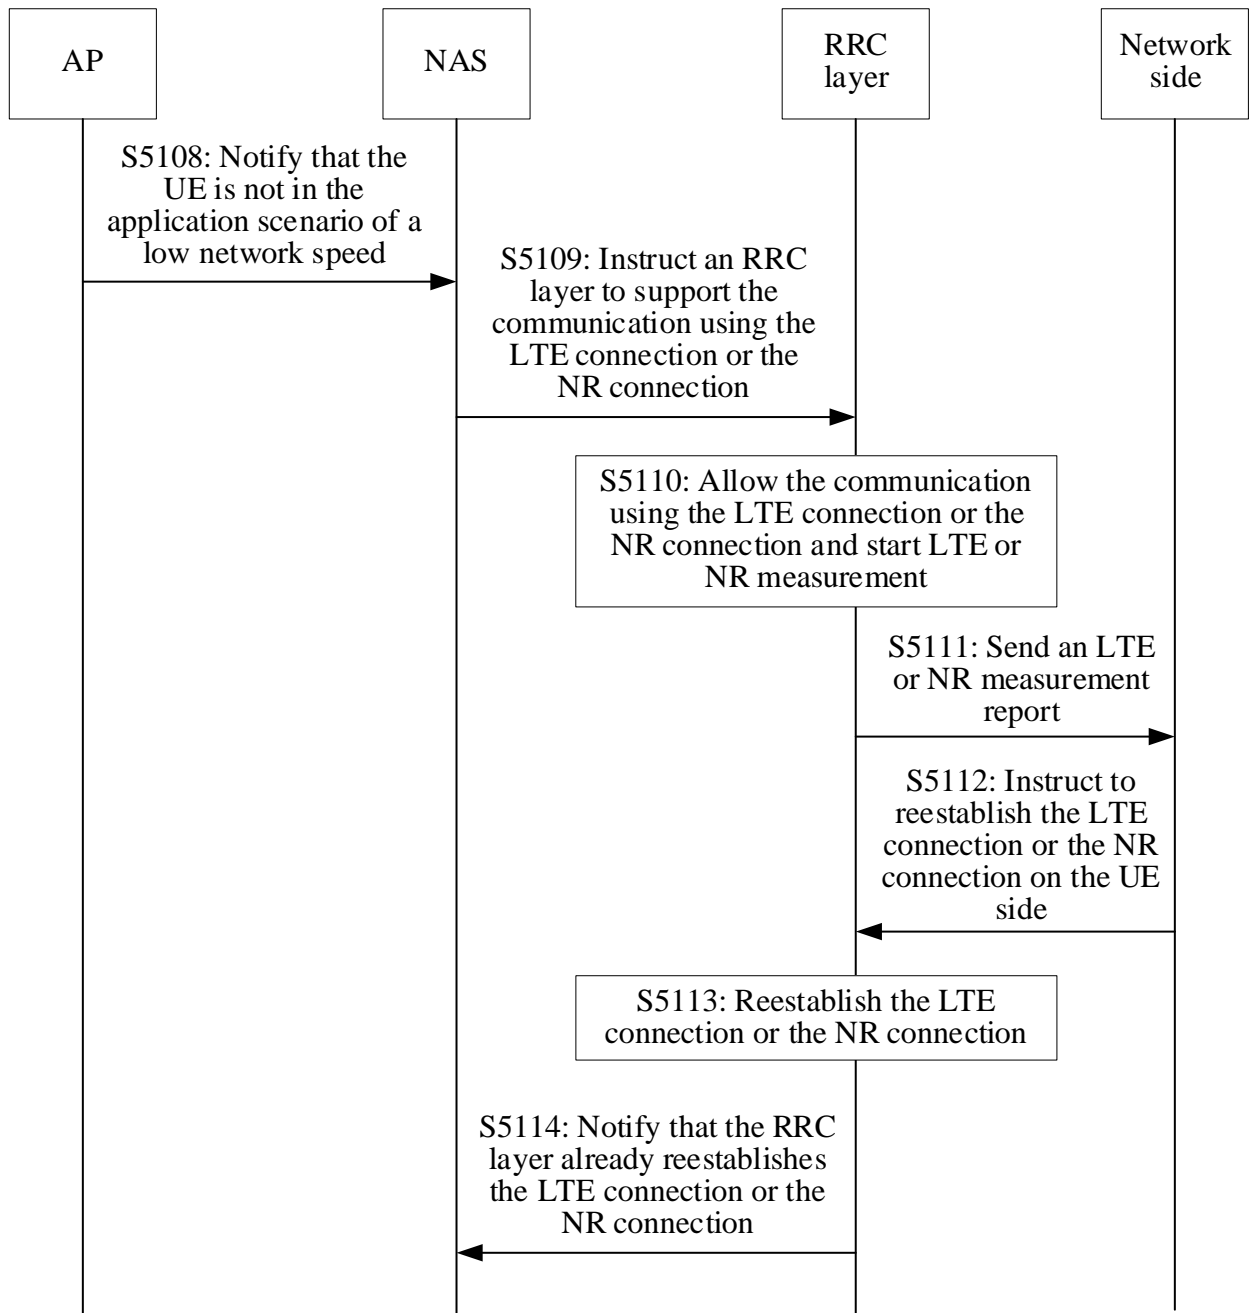 AP
NAS
RRC
layer
Network
side
S5108: Notify that the
UE is not in the
application scenario of a
low network speed
S5109: Instruct an RRC
layer to support the
communication using the
LTE connection or the
NR connection
S5110: Allow the communication
using the LTE connection or the
NR connection and start LTE or
NR measurement
S5111: Send an LTE
or NR measurement
report
S5112: Instruct to
reestablish the LTE
connection or the NR
connection on the UE
side
S5113: Reestablish the LTE
connection or the NR connection
S5114: Notify that the RRC
layer already reestablishes
the LTE connection or the
NR connection